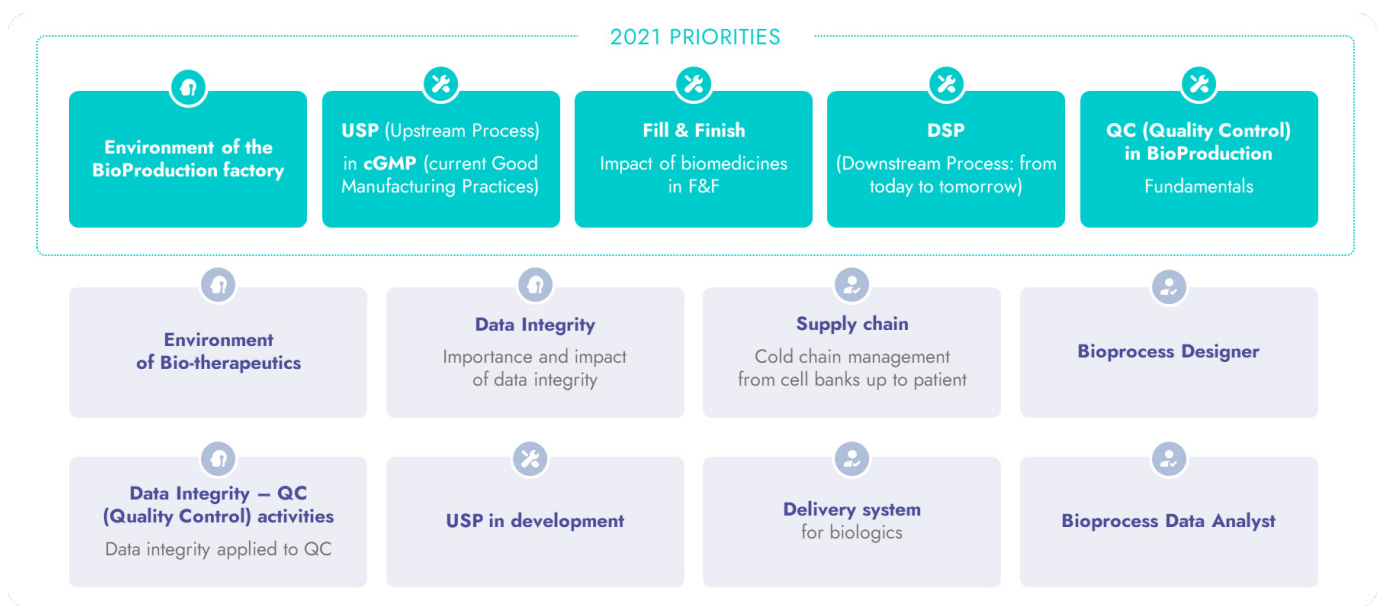 2021 PRIORITIES
Environment of the
BioProduction factory
USP (Upstream Process)
in cGMP (current Good
Manufacturing Practices)
Fill & Finish
Impact of biomedicines
in F&F
DSP
(Downstream Process: from
today to tomorrow)
QC (Quality Control)
in BioProduction
Fundamentals
Environment
of Bio-therapeutics
Data Integrity
Importance and impact
of data integrity
Supply chain
Cold chain management
from cell banks up to patient
Bioprocess Designer
Data Integrity – QC
(Quality Control) activities
Data integrity applied to QC
USP in development
Delivery system
for biologics
Bioprocess Data Analyst